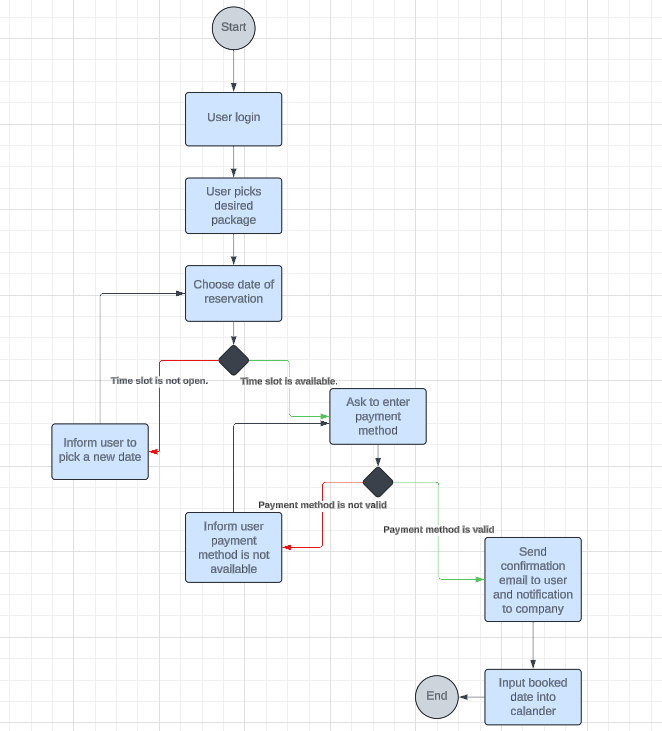 Start
User login
User picks
desired
package
Choose date of
reservation
Time slot is not open.
Time slot is available.
Ask to enter
payment
method
Inform user to
pick a new date
Payment method is not valid
Inform user
payment
method is not
available
Payment method is valid
Send
confirmation
email to user
and notification
to company
Input booked
date into
calander
End